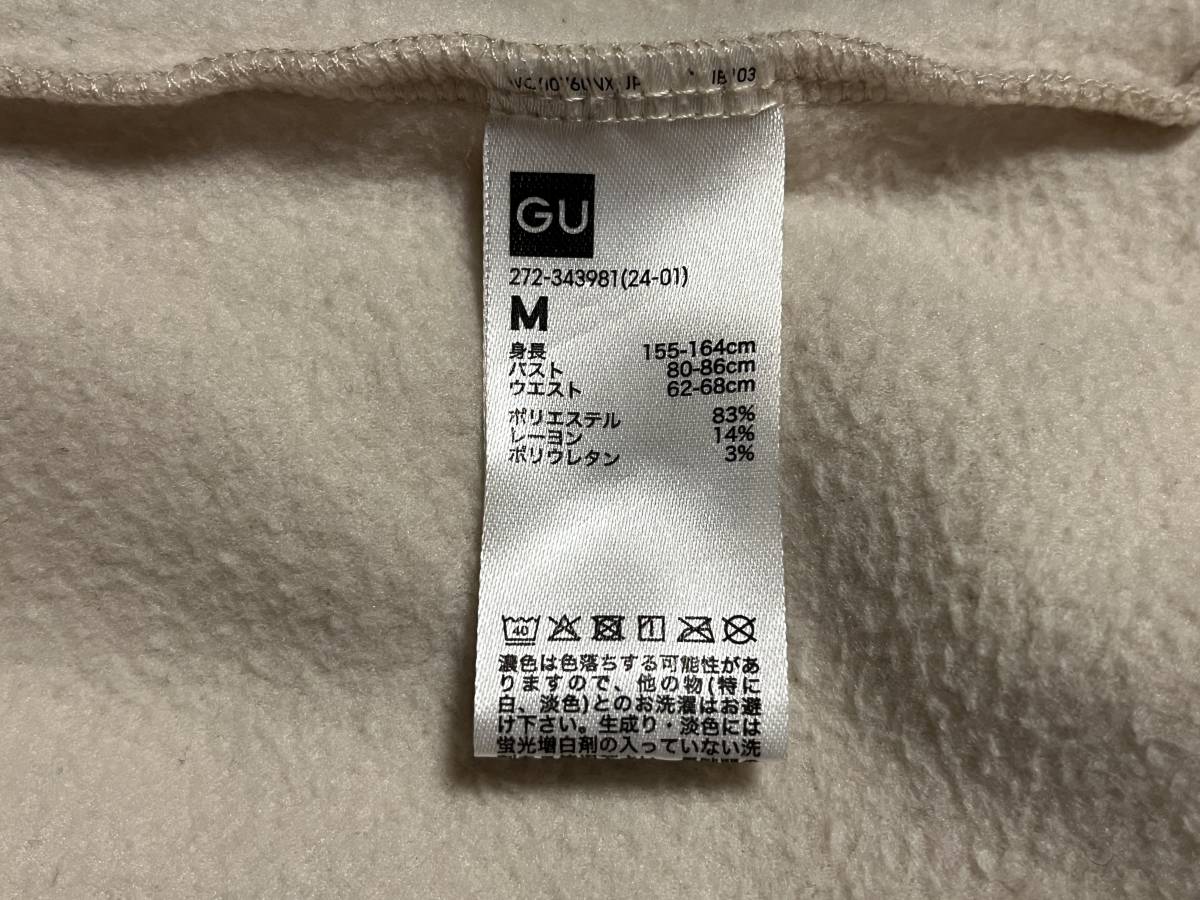 GU
272-343981(24-01)
M
身長 155-164cm
バスト 80-86cm
ウエスト 62-68cm
ポリエステル 83%
レーヨン 14%
ポリウレタン 3%
40
濃色は色落ちする可能性があ
りますので、他の物(特に
白、淡色)とのお洗濯はお避
け下さい。生成り・淡色には
蛍光増白剤の入っていない洗